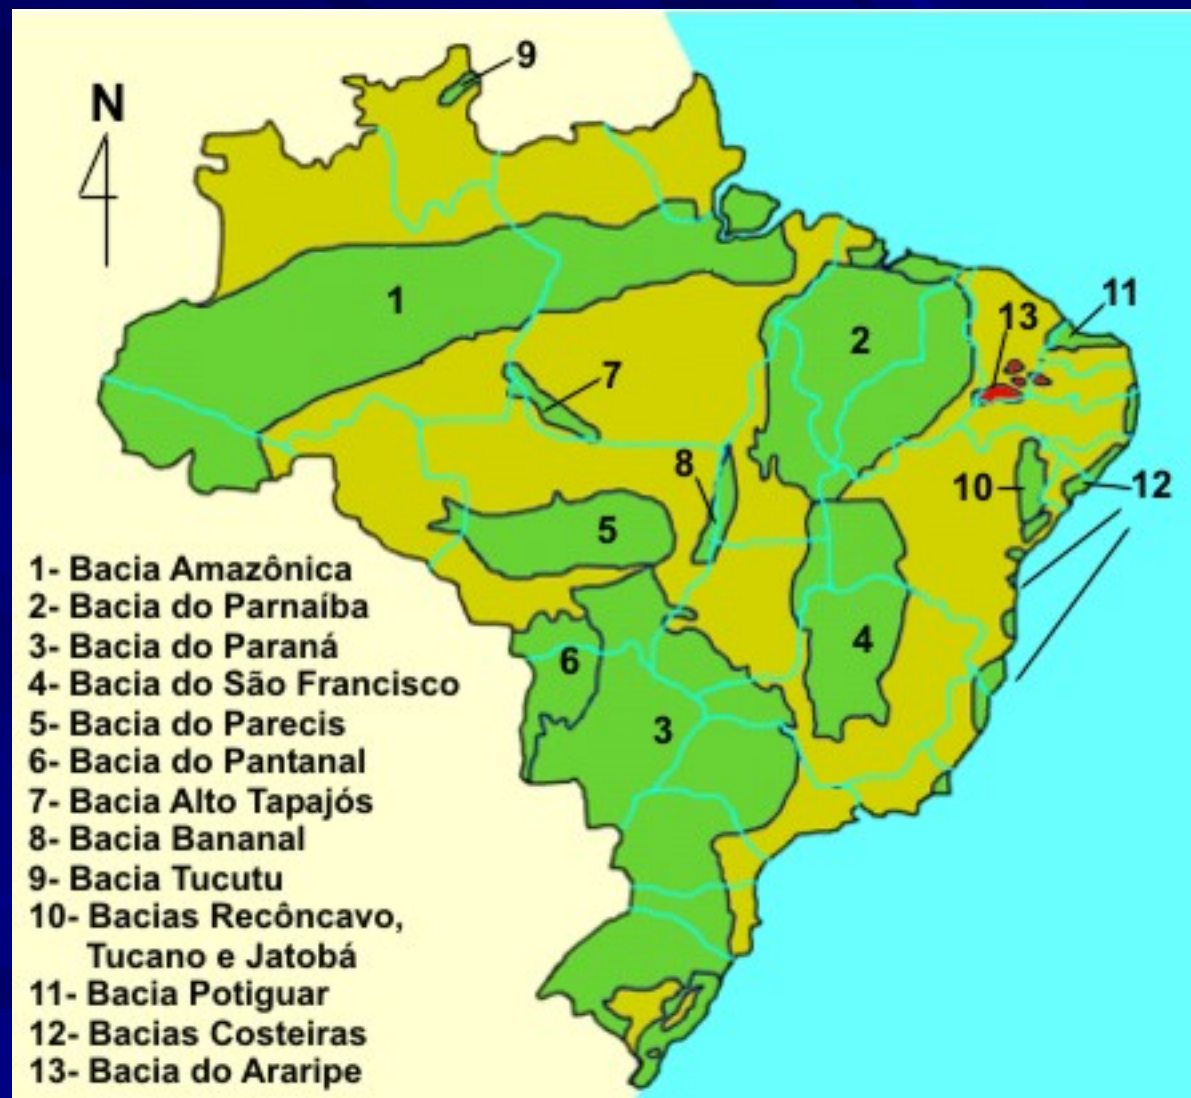 9
N
11
13
1
2
7
8
10
12
5
4
6
3
1- Bacia Amazônica
2- Bacia do Parnaíba
3- Bacia do Paraná
4- Bacia do São Francisco
5- Bacia do Parecis
6- Bacia do Pantanal
7- Bacia Alto Tapajós
8- Bacia Bananal
9- Bacia Tucutu
10- Bacias Recôncavo,
Tucano e Jatobá
11- Bacia Potiguar
12- Bacias Costeiras
13- Bacia do Araripe